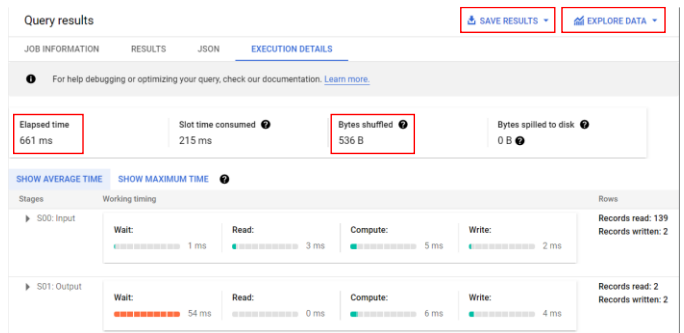 Query results
SAVE RESULTS
EXPLORE DATA
JOB INFORMATION RESULTS JSON EXECUTION DETAILS
For help debugging or optimizing your query, check our documentation. Learn more.
Elapsed time Slot time consumed Bytes shuffled Bytes spilled to disk
661 ms 215 ms 536 B 0 B
SHOW AVERAGE TIME SHOW MAXIMUM TIME
Stages Working timing Rows
S00: Input
Wait: Read: Compute: Write:
1 ms 3 ms 5 ms 2 ms
Records read: 139
Records written: 2
S01: Output
Wait: Read: Compute: Write:
54 ms 0 ms 6 ms 4 ms
Records read: 2
Records written: 2